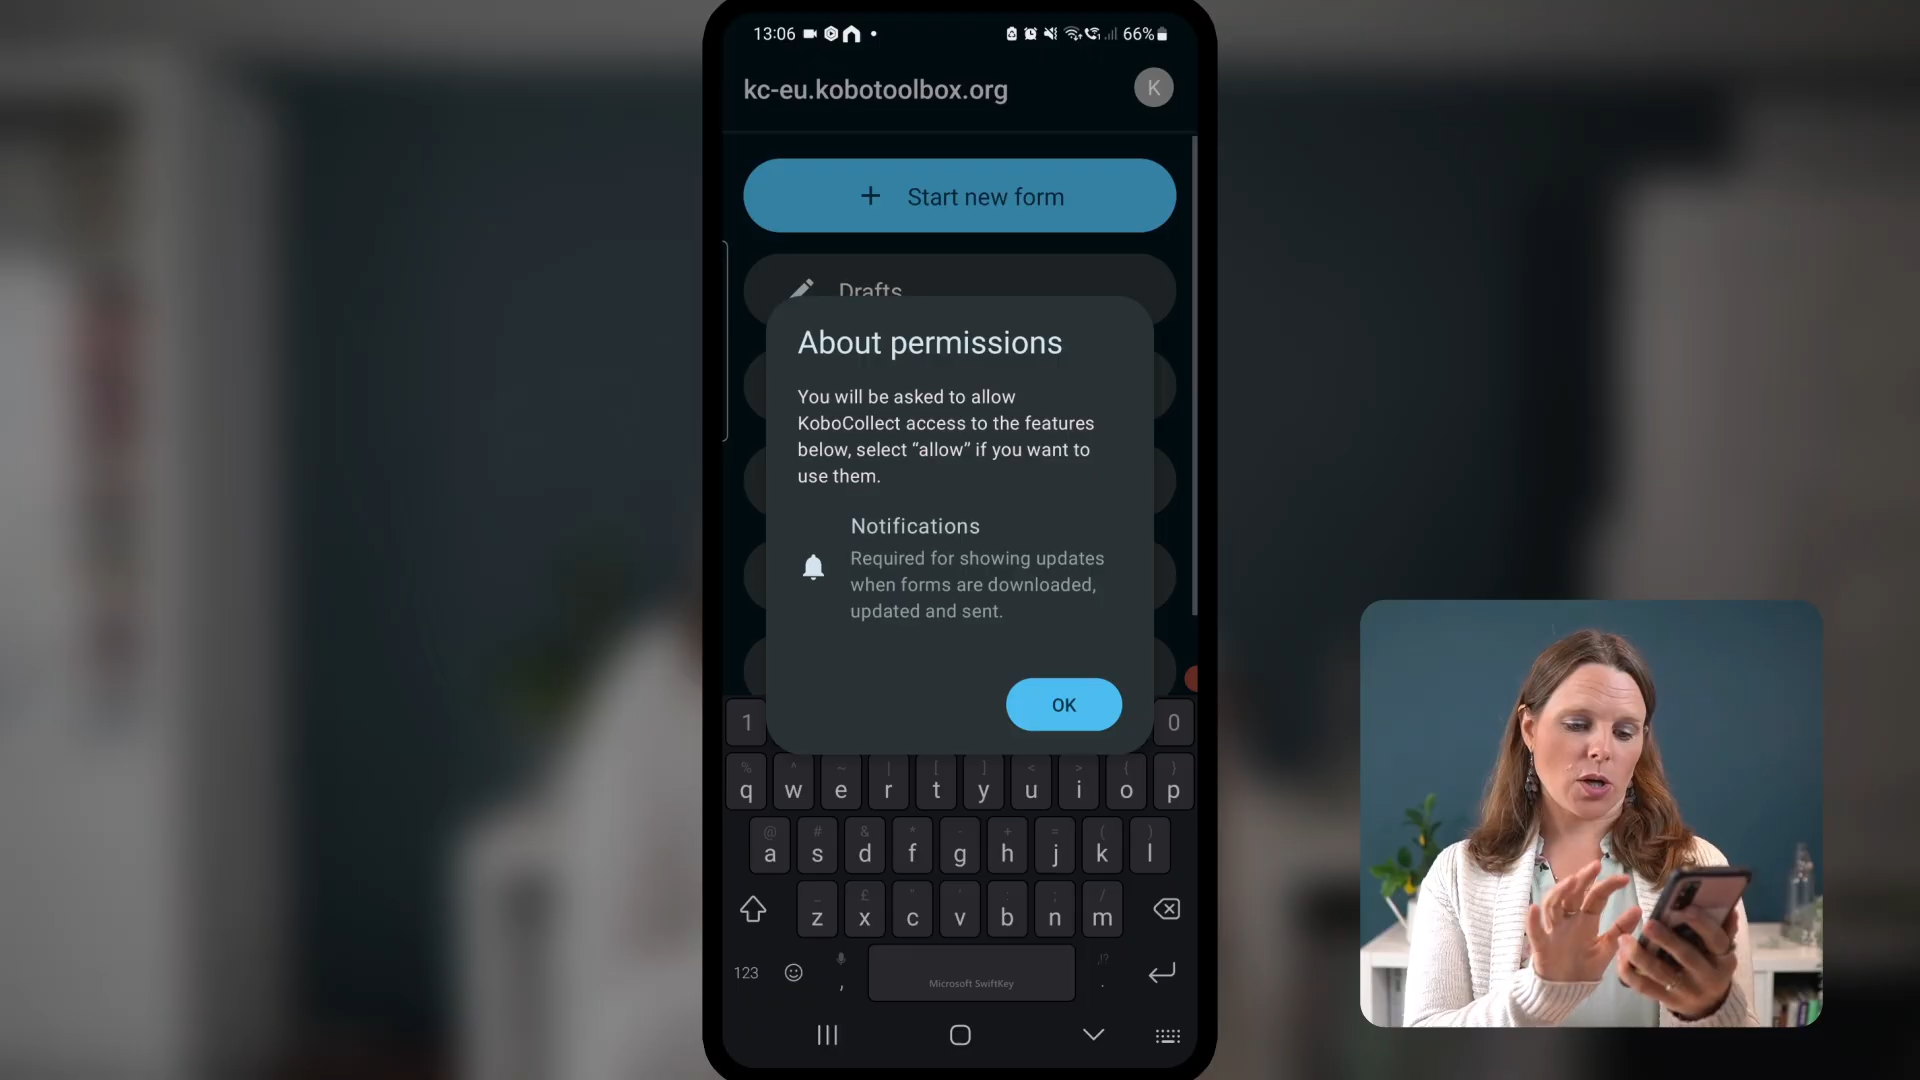 13:06
66%
kc-eu.kobotoolbox.org
K
+ Start new form
Drafts
About permissions
You will be asked to allow
KoboCollect access to the features
below, select “allow” if you want to
use them.
Notifications
Required for showing updates
when forms are downloaded,
updated and sent.
OK
1 0
% ^ ~ | [ ] < > { }
q w e r t y u i o p
@ # & * - + = ( )
a s d f g h j k l
_ £ " ' : ; /
z x c v b n m
123 , Microsoft SwiftKey ,!? .